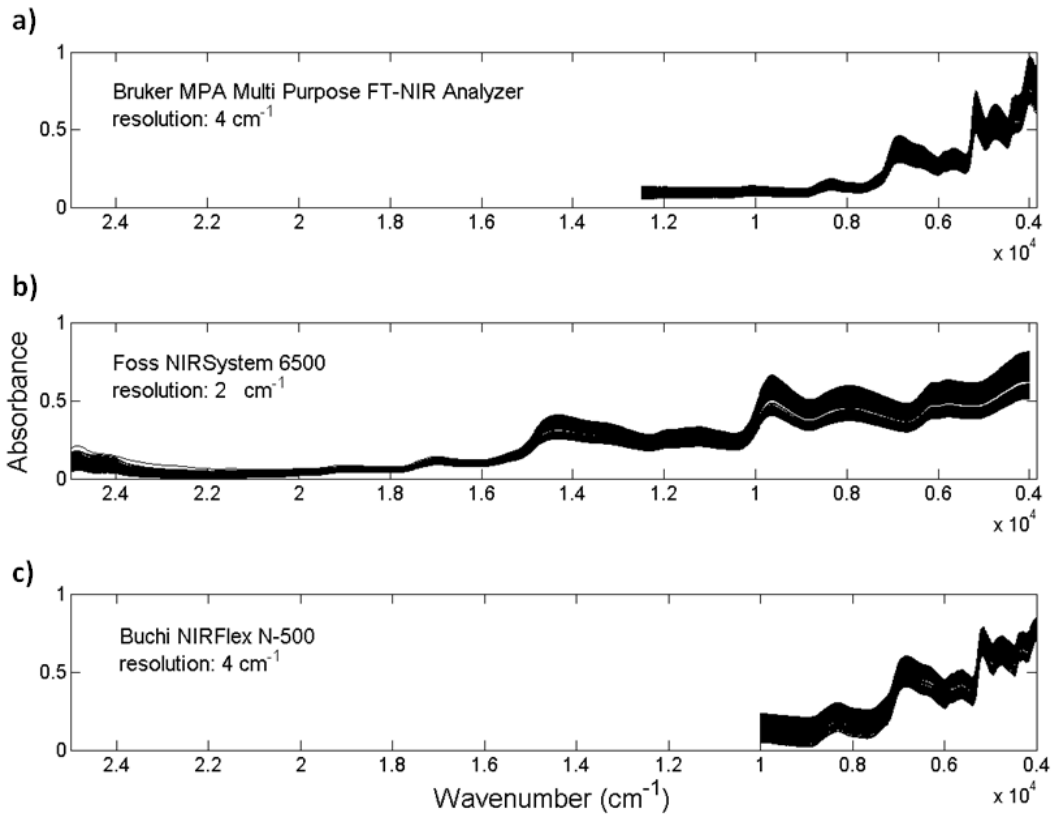 a)
1
0.5
0
Bruker MPA Multi Purpose FT-NIR Analyzer
resolution: 4 cm⁻¹
2.4 2.2 2 1.8 1.6 1.4 1.2 1 0.8 0.6 0.4
x 10⁴
b)
Absorbance
1
0.5
0
Foss NIRSystem 6500
resolution: 2 cm⁻¹
2.4 2.2 2 1.8 1.6 1.4 1.2 1 0.8 0.6 0.4
x 10⁴
c)
1
0.5
0
Buchi NIRFlex N-500
resolution: 4 cm⁻¹
2.4 2.2 2 1.8 1.6 1.4 1.2 1 0.8 0.6 0.4
x 10⁴
Wavenumber (cm⁻¹)